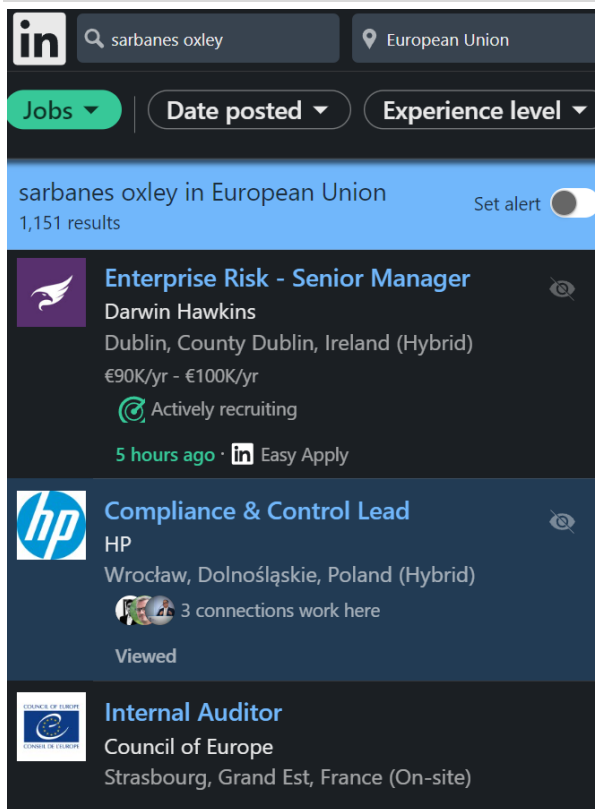 in sarbanes oxley European Union
Jobs Date posted Experience level
sarbanes oxley in European Union
Set alert
1,151 results
Enterprise Risk - Senior Manager
Darwin Hawkins
Dublin, County Dublin, Ireland (Hybrid)
€90K/yr - €100K/yr
Actively recruiting
5 hours ago · in Easy Apply
hp
Compliance & Control Lead
HP
Wrocław, Dolnośląskie, Poland (Hybrid)
3 connections work here
Viewed
COUNCIL OF EUROPE
CONSEIL DE L'EUROPE
Internal Auditor
Council of Europe
Strasbourg, Grand Est, France (On-site)